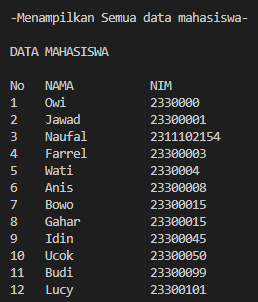 -Menampilkan Semua data mahasiswa-
DATA MAHASISWA
No NAMA NIM
1 Owi 2330000
2 Jawad 23300001
3 Naufal 2311102154
4 Farrel 23300003
5 Wati 2330004
6 Anis 23300008
7 Bowo 23300015
8 Gahar 23300015
9 Idin 23300045
10 Ucok 23300050
11 Budi 23300099
12 Lucy 23300101